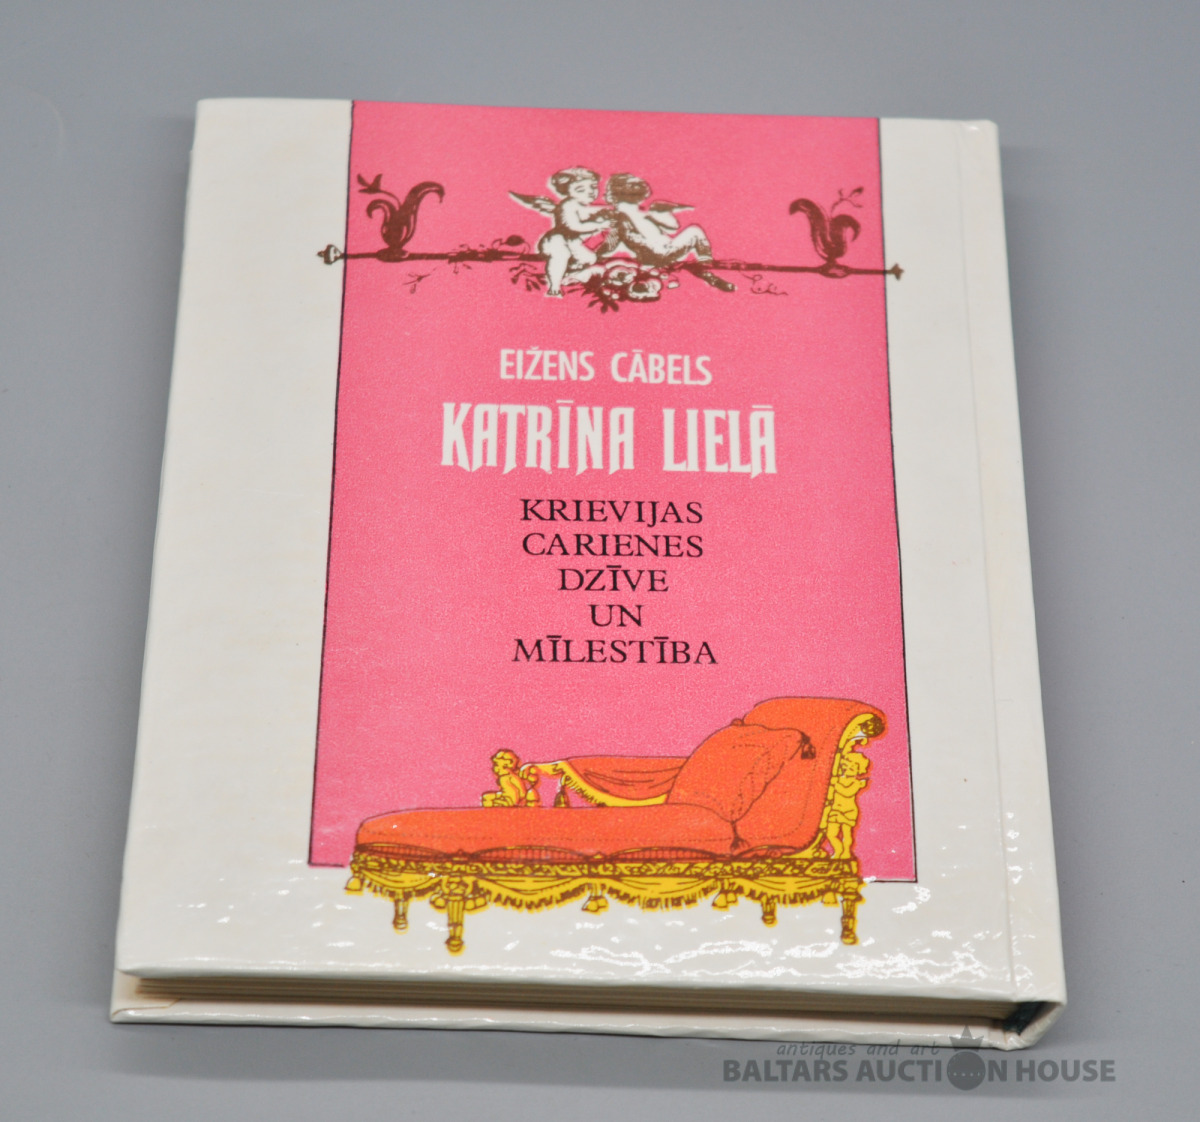 EIŽENS CĀBELS
KATRĪNA LIELĀ
KRIEVIJAS
CARIENES
DZĪVE
UN
MĪLESTĪBA
antiques and art
BALTARS AUCTION HOUSE